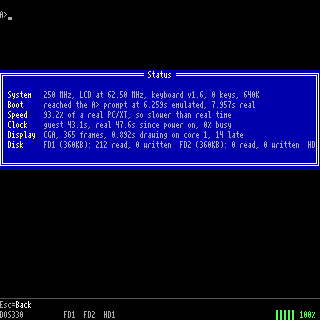 A>_
Status
System 250 MHz, LCD at 62.50 MHz, keyboard v1.6, 0 keys, 640K
Boot reached the A> prompt at 6.259s emulated, 7.957s real
Speed 93.2% of a real PC/XT, so slower than real time
Clock guest 43.1s, real 47.6s since power on, 0% busy
Display CGA, 365 frames, 0.892s drawing on core 1, 14 late
Disk FD1 (360KB): 212 read, 0 written FD2 (360KB): 0 read, 0 written HD
Esc=Back
DOS330 FD1 FD2 HD1 100%